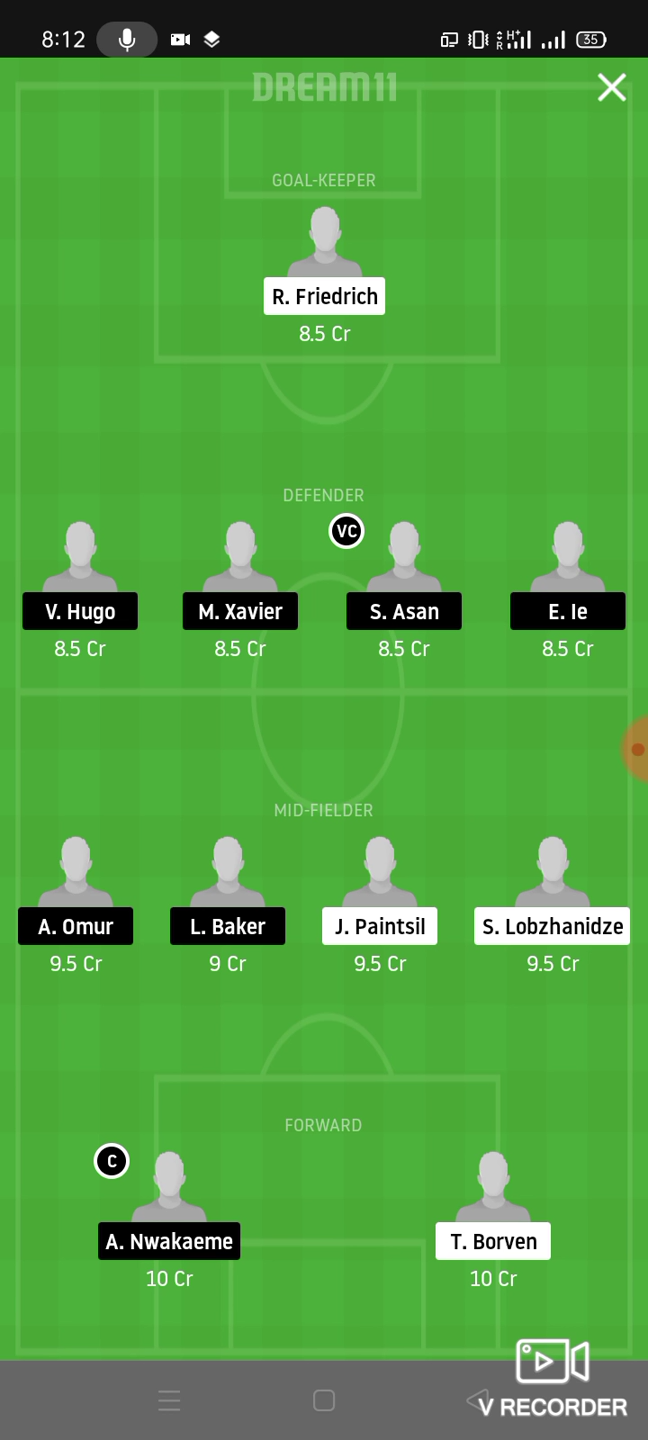 8:12
H+
R
35
DREAM11
GOAL-KEEPER
R. Friedrich
8.5 Cr
DEFENDER
VC
V. Hugo
M. Xavier
S. Asan
E. Ie
8.5 Cr
8.5 Cr
8.5 Cr
8.5 Cr
MID-FIELDER
A. Omur
L. Baker
J. Paintsil
S. Lobzhanidze
9.5 Cr
9 Cr
9.5 Cr
9.5 Cr
FORWARD
C
A. Nwakaeme
T. Borven
10 Cr
10 Cr
V RECORDER